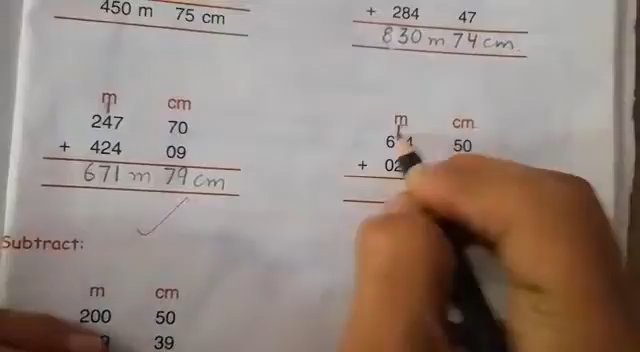 450 m 75 cm
+ 284 47
830 m 74 cm
m cm
247 70
+ 424 09
671 m 79 cm
m cm
50
+
Subtract:
m cm
200 50
39